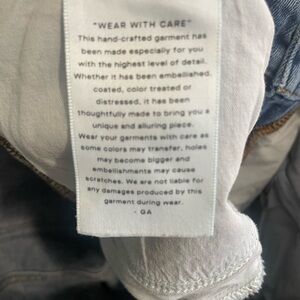 "WEAR WITH CARE"
This hand-crafted garment has
been made especially for you
with the highest level of detail.
Whether it has been embellished,
coated, color treated or
distressed, it has been
thoughtfully made to bring you a
unique and alluring piece.
Wear your garments with care as
some colors may transfer, holes
may become bigger and
embellishments may cause
scratches. We are not liable for
any damages produced by this
garment during wear.
- GA